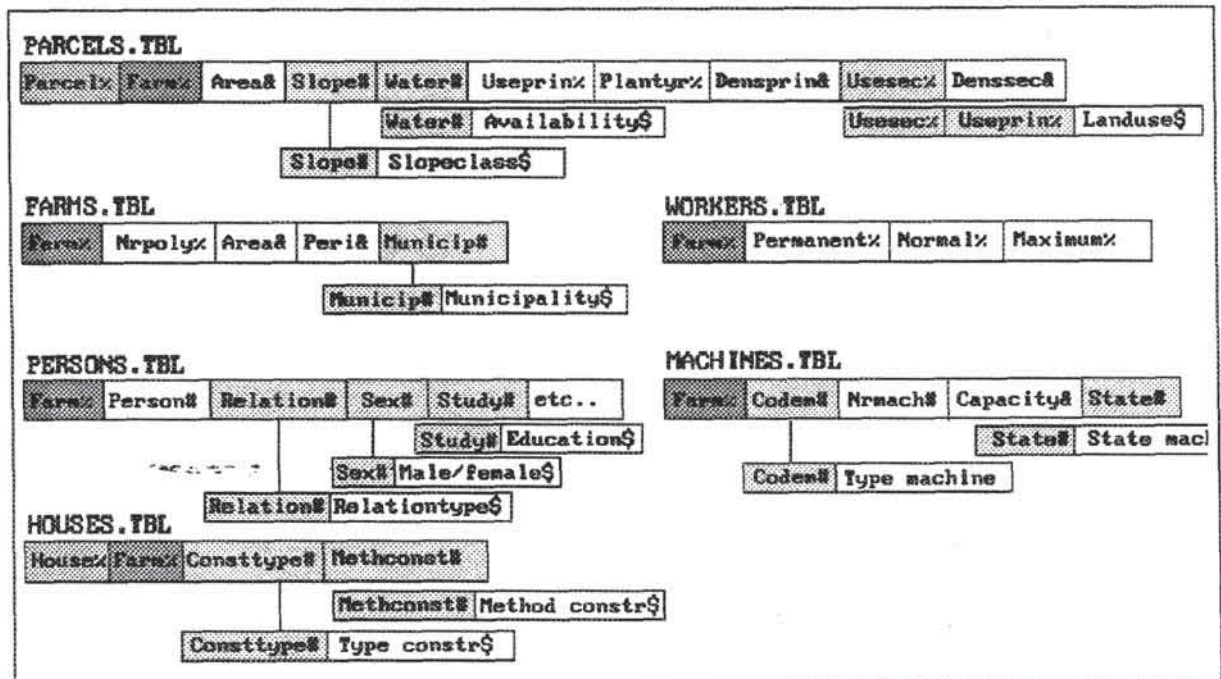 PARCELS.TBL
Parcel% Farm% Area& Slope# Water# Useprin% Plantyr% Densprin& Usesec% Denssec&
Water# Availability$ Usesec% Useprin% Landuse$
Slope# Slopeclass$
FARMS.TBL WORKERS.TBL
Farm% Nrpoly% Area& Peri& Municip# Farm% Permanent% Normal% Maximum%
Municip# Municipality$
PERSONS.TBL MACHINES.TBL
Farm% Person# Relation# Sex# Study# etc.. Farm% Codem# Nrmach# Capacity& State#
Study# Education$ State# State mach
Sex# Male/female$ Codem# Type machine
Relation# Relationtype$
HOUSES.TBL
House% Farm% Consttype# Methconst#
Methconst# Method constr$
Consttype# Type constr$